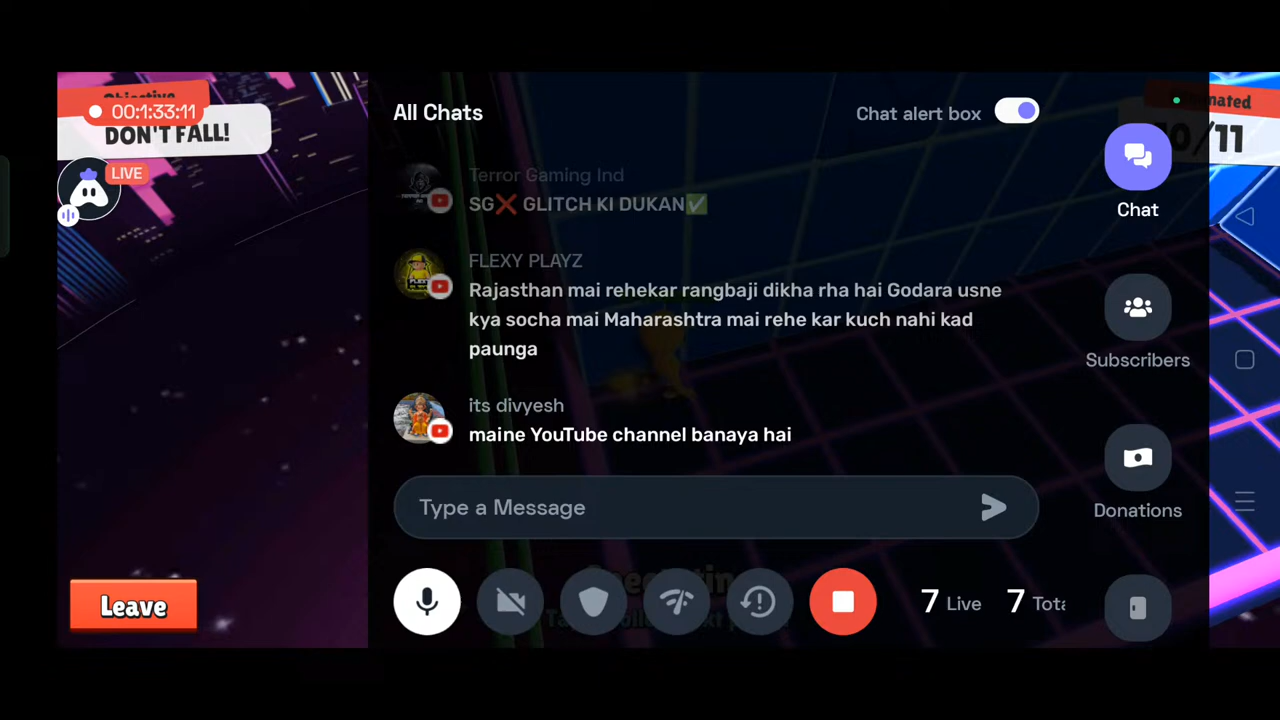 00:1:33:11
DON'T FALL!
LIVE
All Chats
Chat alert box
Terror Gaming Ind
SG❌ GLITCH KI DUKAN✅
FLEXY PLAYZ
Rajasthan mai rehekar rangbaji dikha rha hai Godara usne
kya socha mai Maharashtra mai rehe kar kuch nahi kad
paunga
its divyesh
maine YouTube channel banaya hai
Type a Message
7 Live 7
Chat
Subscribers
Donations
Leave